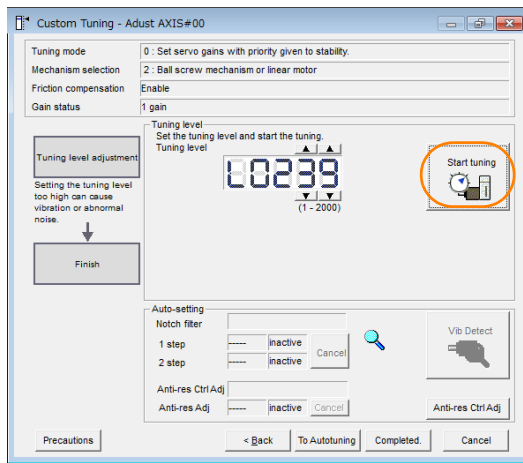 Custom Tuning - Adust AXIS#00
Tuning mode
0 : Set servo gains with priority given to stability.
Mechanism selection
2 : Ball screw mechanism or linear motor
Friction compensation
Enable
Gain status
1 gain
Tuning level adjustment
Setting the tuning level
too high can cause
vibration or abnormal
noise.
Finish
Tuning level
Set the tuning level and start the tuning.
Tuning level
L0239
(1 - 2000)
Start tuning
Auto-setting
Notch filter
1 step
-----
inactive
2 step
-----
inactive
Cancel
Anti-res Ctrl Adj
Anti-res Adj
-----
inactive
Cancel
Vib Detect
Anti-res Ctrl Adj
Precautions
< Back
To Autotuning
Completed.
Cancel